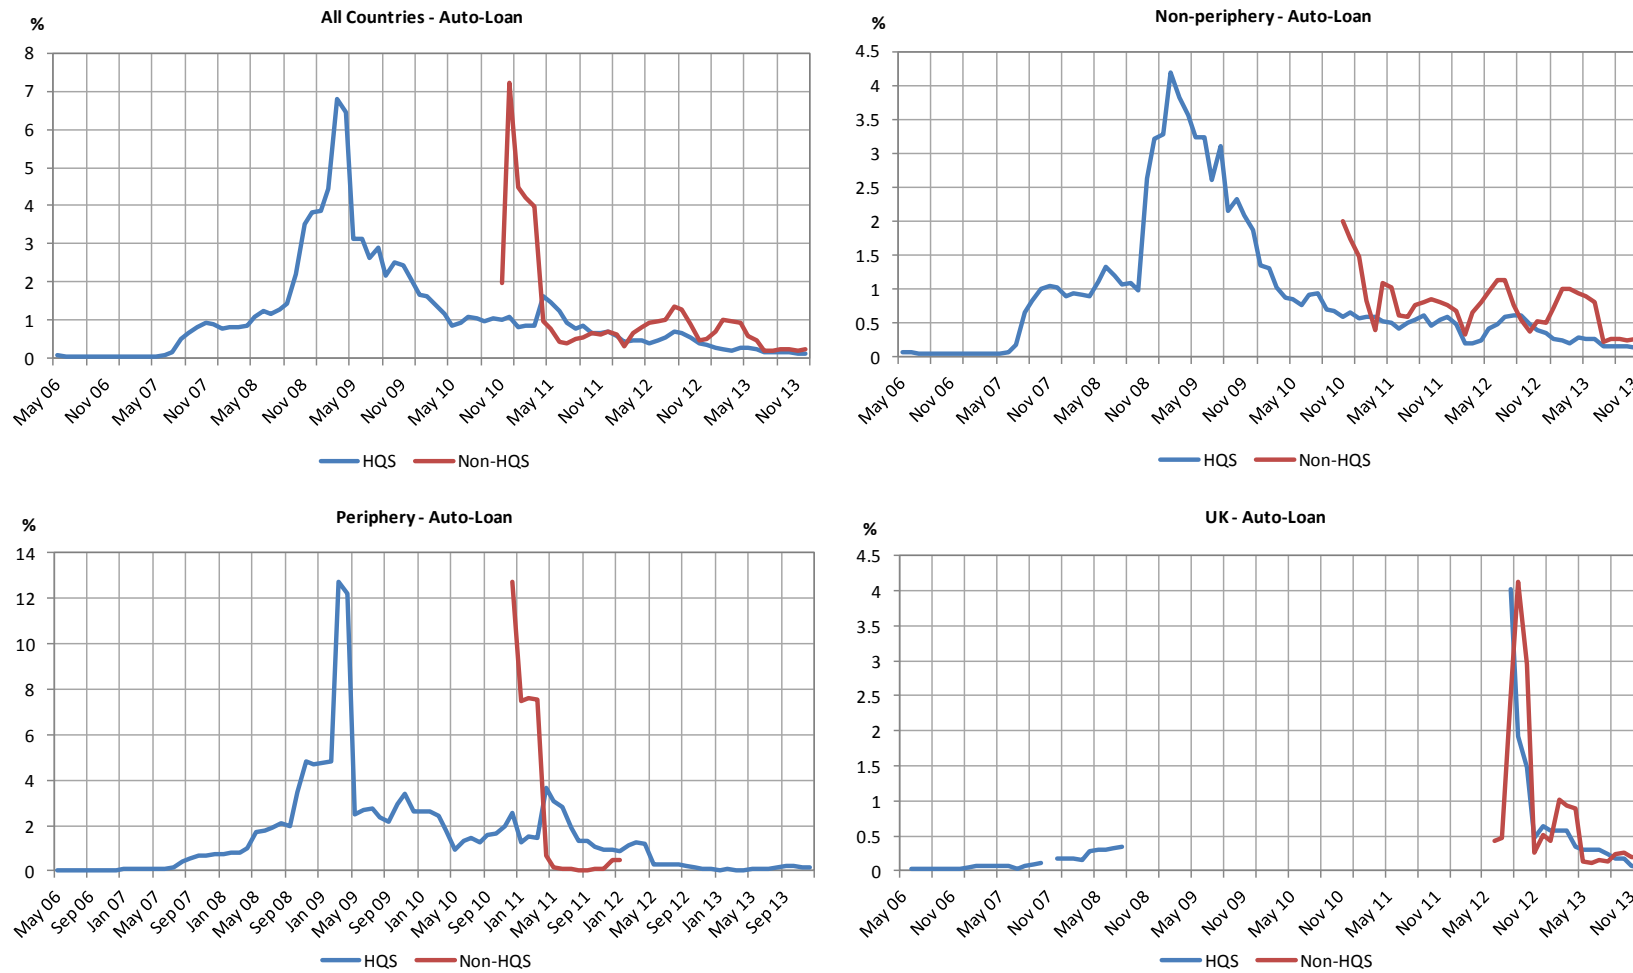 All Countries - Auto-Loan
%
8
7
6
5
4
3
2
1
0
May 06
Nov 06
May 07
Nov 07
May 08
Nov 08
May 09
Nov 09
May 10
Nov 10
May 11
Nov 11
May 12
Nov 12
May 13
Nov 13
HQS
Non-HQS
Non-periphery - Auto-Loan
%
4.5
4
3.5
3
2.5
2
1.5
1
0.5
0
May 06
Nov 06
May 07
Nov 07
May 08
Nov 08
May 09
Nov 09
May 10
Nov 10
May 11
Nov 11
May 12
Nov 12
May 13
Nov 13
HQS
Non-HQS
Periphery - Auto-Loan
%
14
12
10
8
6
4
2
0
May 06
Sep 06
Jan 07
May 07
Sep 07
Jan 08
May 08
Sep 08
Jan 09
May 09
Sep 09
Jan 10
May 10
Sep 10
Jan 11
May 11
Sep 11
Jan 12
May 12
Sep 12
Jan 13
May 13
Sep 13
HQS
Non-HQS
UK - Auto-Loan
%
4.5
4
3.5
3
2.5
2
1.5
1
0.5
0
May 06
Nov 06
May 07
Nov 07
May 08
Nov 08
May 09
Nov 09
May 10
Nov 10
May 11
Nov 11
May 12
Nov 12
May 13
Nov 13
HQS
Non-HQS